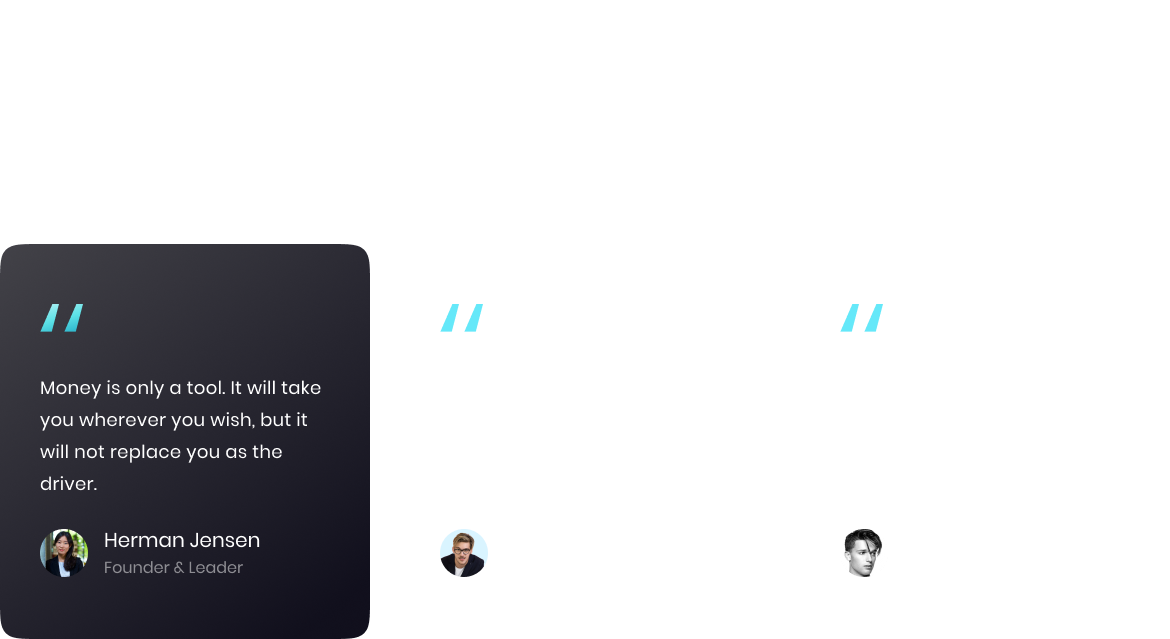 Money is only a tool. It will take
you wherever you wish, but it
will not replace you as the
driver.
Herman Jensen
Founder & Leader